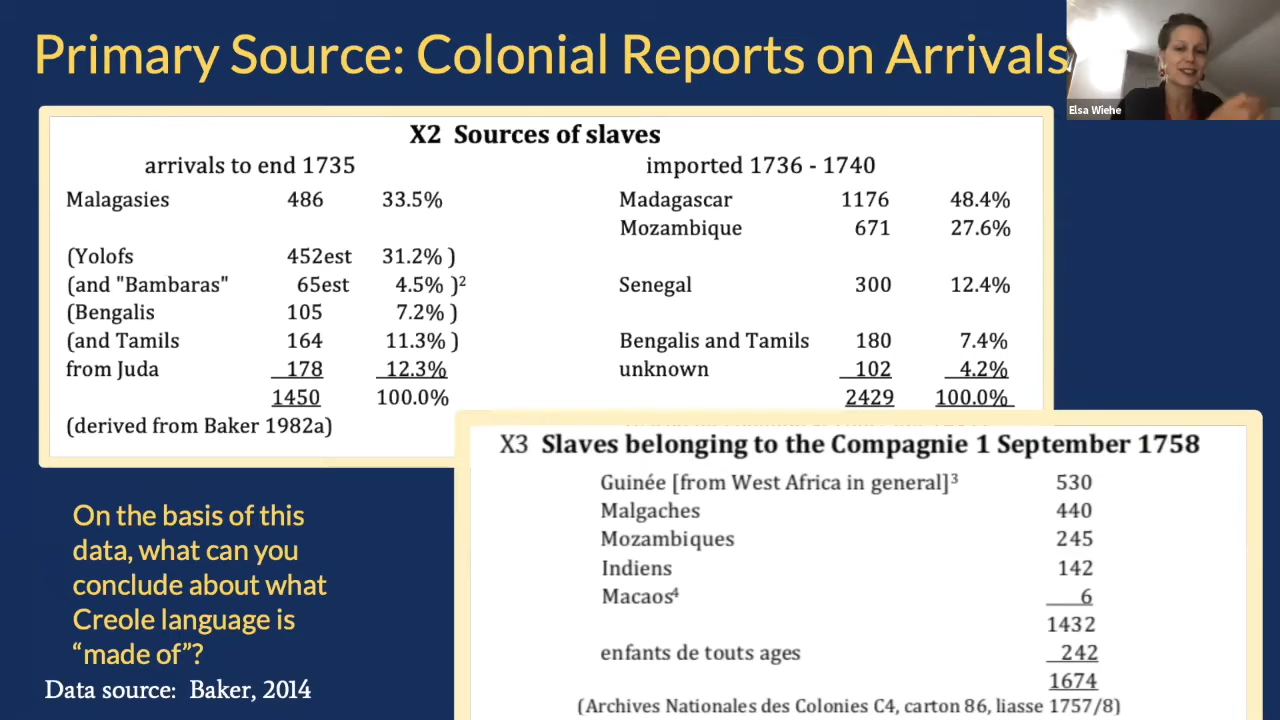 Primary Source: Colonial Reports on Arrivals
Elsa Wiehe
X2 Sources of slaves
arrivals to end 1735 imported 1736 - 1740
Malagasies 486 33.5% Madagascar 1176 48.4%
Mozambique 671 27.6%
(Yolofs 452est 31.2% )
(and "Bambaras" 65est 4.5% )² Senegal 300 12.4%
(Bengalis 105 7.2% )
(and Tamils 164 11.3% ) Bengalis and Tamils 180 7.4%
from Juda 178 12.3% unknown 102 4.2%
1450 100.0% 2429 100.0%
(derived from Baker 1982a)
X3 Slaves belonging to the Compagnie 1 September 1758
Guinée [from West Africa in general]³ 530
Malgaches 440
Mozambiques 245
Indiens 142
Macaos⁴ 6
1432
enfants de touts ages 242
1674
(Archives Nationales des Colonies C4, carton 86, liasse 1757/8)
On the basis of this
data, what can you
conclude about what
Creole language is
“made of”?
Data source: Baker, 2014